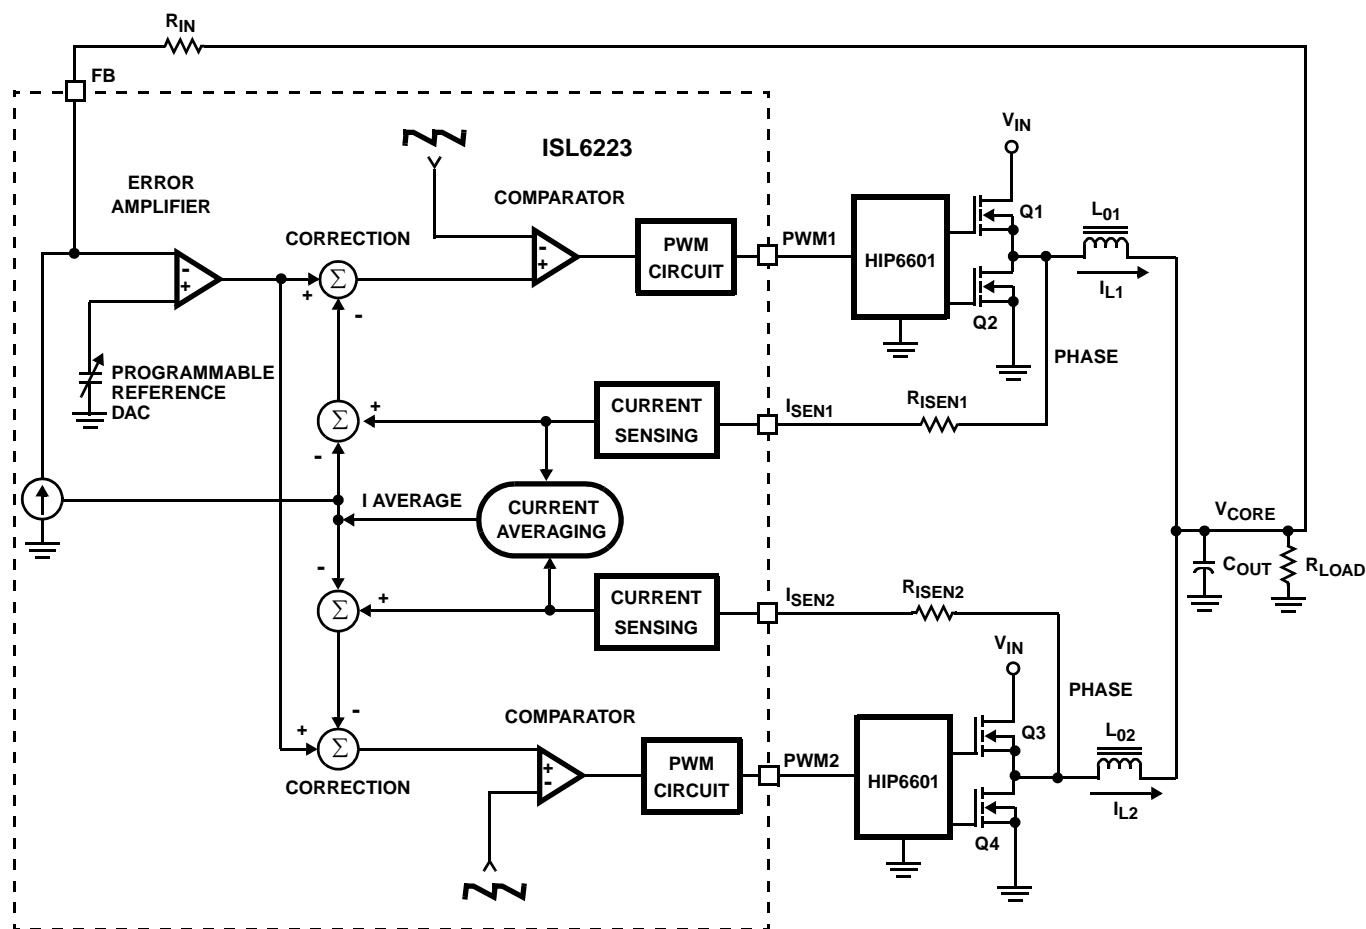 RIN
FB
ISL6223
VIN
ERROR
AMPLIFIER
COMPARATOR
CORRECTION
-
+
Σ
+
-
-
+
PWM
CIRCUIT
PWM1
HIP6601
Q1
Q2
L01
IL1
PHASE
PROGRAMMABLE
REFERENCE
DAC
Σ
+
-
CURRENT
SENSING
ISEN1
RISEN1
I AVERAGE
CURRENT
AVERAGING
VCORE
COUT
RLOAD
-
Σ
+
CURRENT
SENSING
ISEN2
RISEN2
VIN
PHASE
-
+
Σ
CORRECTION
COMPARATOR
+
-
PWM
CIRCUIT
PWM2
HIP6601
Q3
Q4
L02
IL2